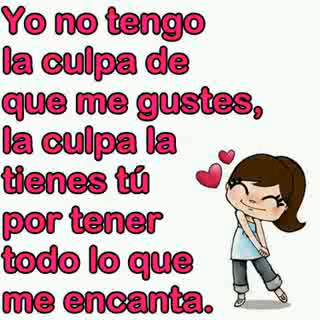 Yo no tengo
la culpa de
que me gustes,
la culpa la
tienes tú
por tener
todo lo que
me encanta.